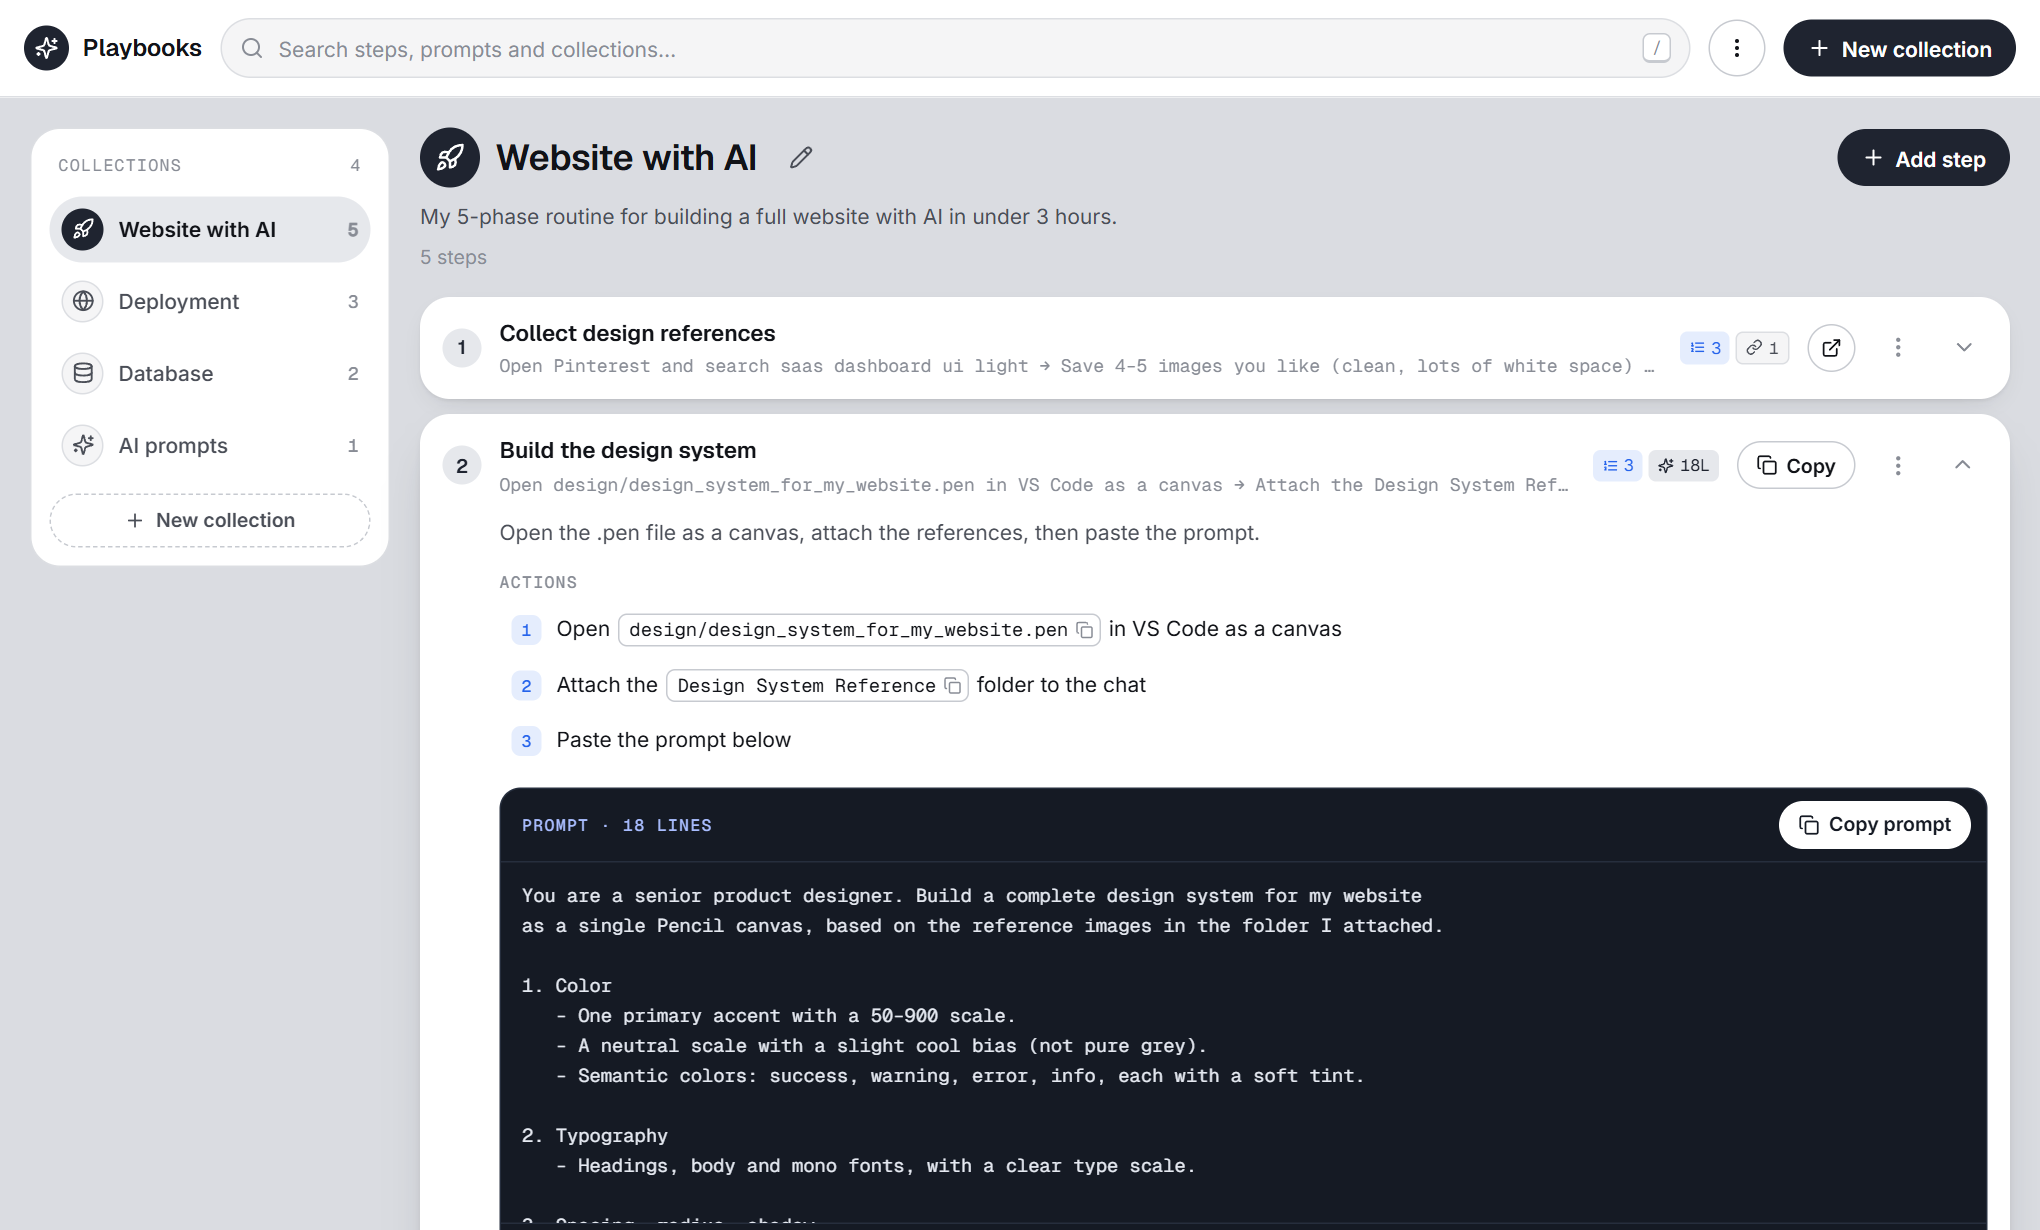 Playbooks
Search steps, prompts and collections...
/
New collection
COLLECTIONS 4
Website with AI 5
Deployment 3
Database 2
AI prompts 1
New collection
Website with AI
Add step
My 5-phase routine for building a full website with AI in under 3 hours.
5 steps
1
Collect design references
Open Pinterest and search saas dashboard ui light → Save 4-5 images you like (clean, lots of white space) …
3
1
2
Build the design system
Open design/design_system_for_my_website.pen in VS Code as a canvas → Attach the Design System Ref…
3
18L
Copy
Open the .pen file as a canvas, attach the references, then paste the prompt.
ACTIONS
1 Open design/design_system_for_my_website.pen in VS Code as a canvas
2 Attach the Design System Reference folder to the chat
3 Paste the prompt below
PROMPT · 18 LINES
Copy prompt
You are a senior product designer. Build a complete design system for my website
as a single Pencil canvas, based on the reference images in the folder I attached.
1. Color
- One primary accent with a 50-900 scale.
- A neutral scale with a slight cool bias (not pure grey).
- Semantic colors: success, warning, error, info, each with a soft tint.
2. Typography
- Headings, body and mono fonts, with a clear type scale.